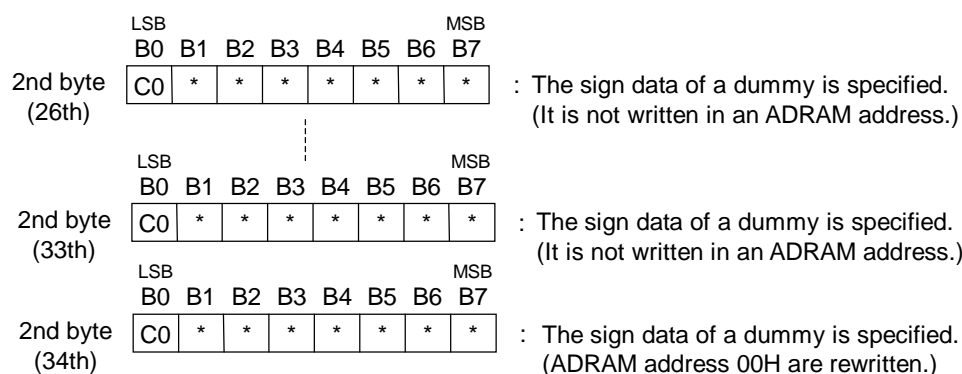 LSB MSB
B0 B1 B2 B3 B4 B5 B6 B7
2nd byte C0 * * * * * * * : The sign data of a dummy is specified.
(26th) (It is not written in an ADRAM address.)
LSB MSB
B0 B1 B2 B3 B4 B5 B6 B7
2nd byte C0 * * * * * * * : The sign data of a dummy is specified.
(33th) (It is not written in an ADRAM address.)
LSB MSB
B0 B1 B2 B3 B4 B5 B6 B7
2nd byte C0 * * * * * * * : The sign data of a dummy is specified.
(34th) (ADRAM address 00H are rewritten.)